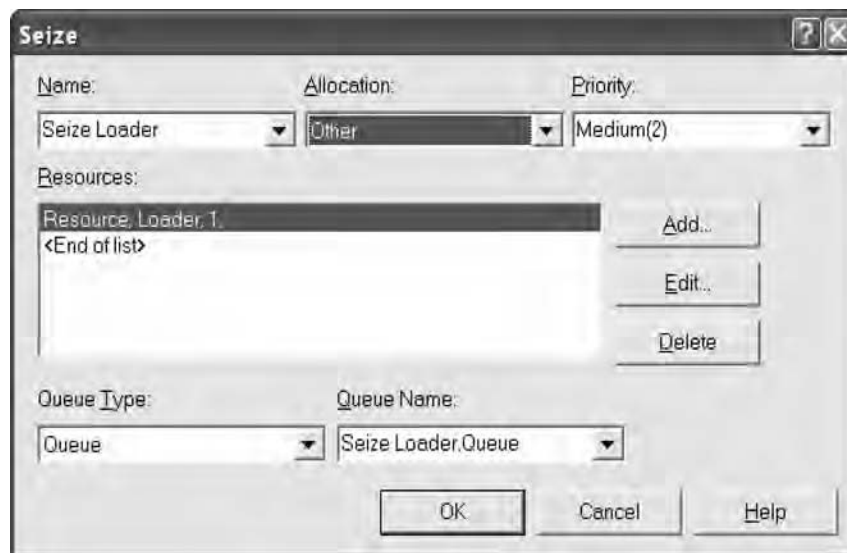 Seize
Name: Allocation: Priority:
Seize Loader Other Medium(2)
Resources:
Resource, Loader, 1,
<End of list>
Add...
Edit...
Delete
Queue Type: Queue Name:
Queue Seize Loader.Queue
OK Cancel Help